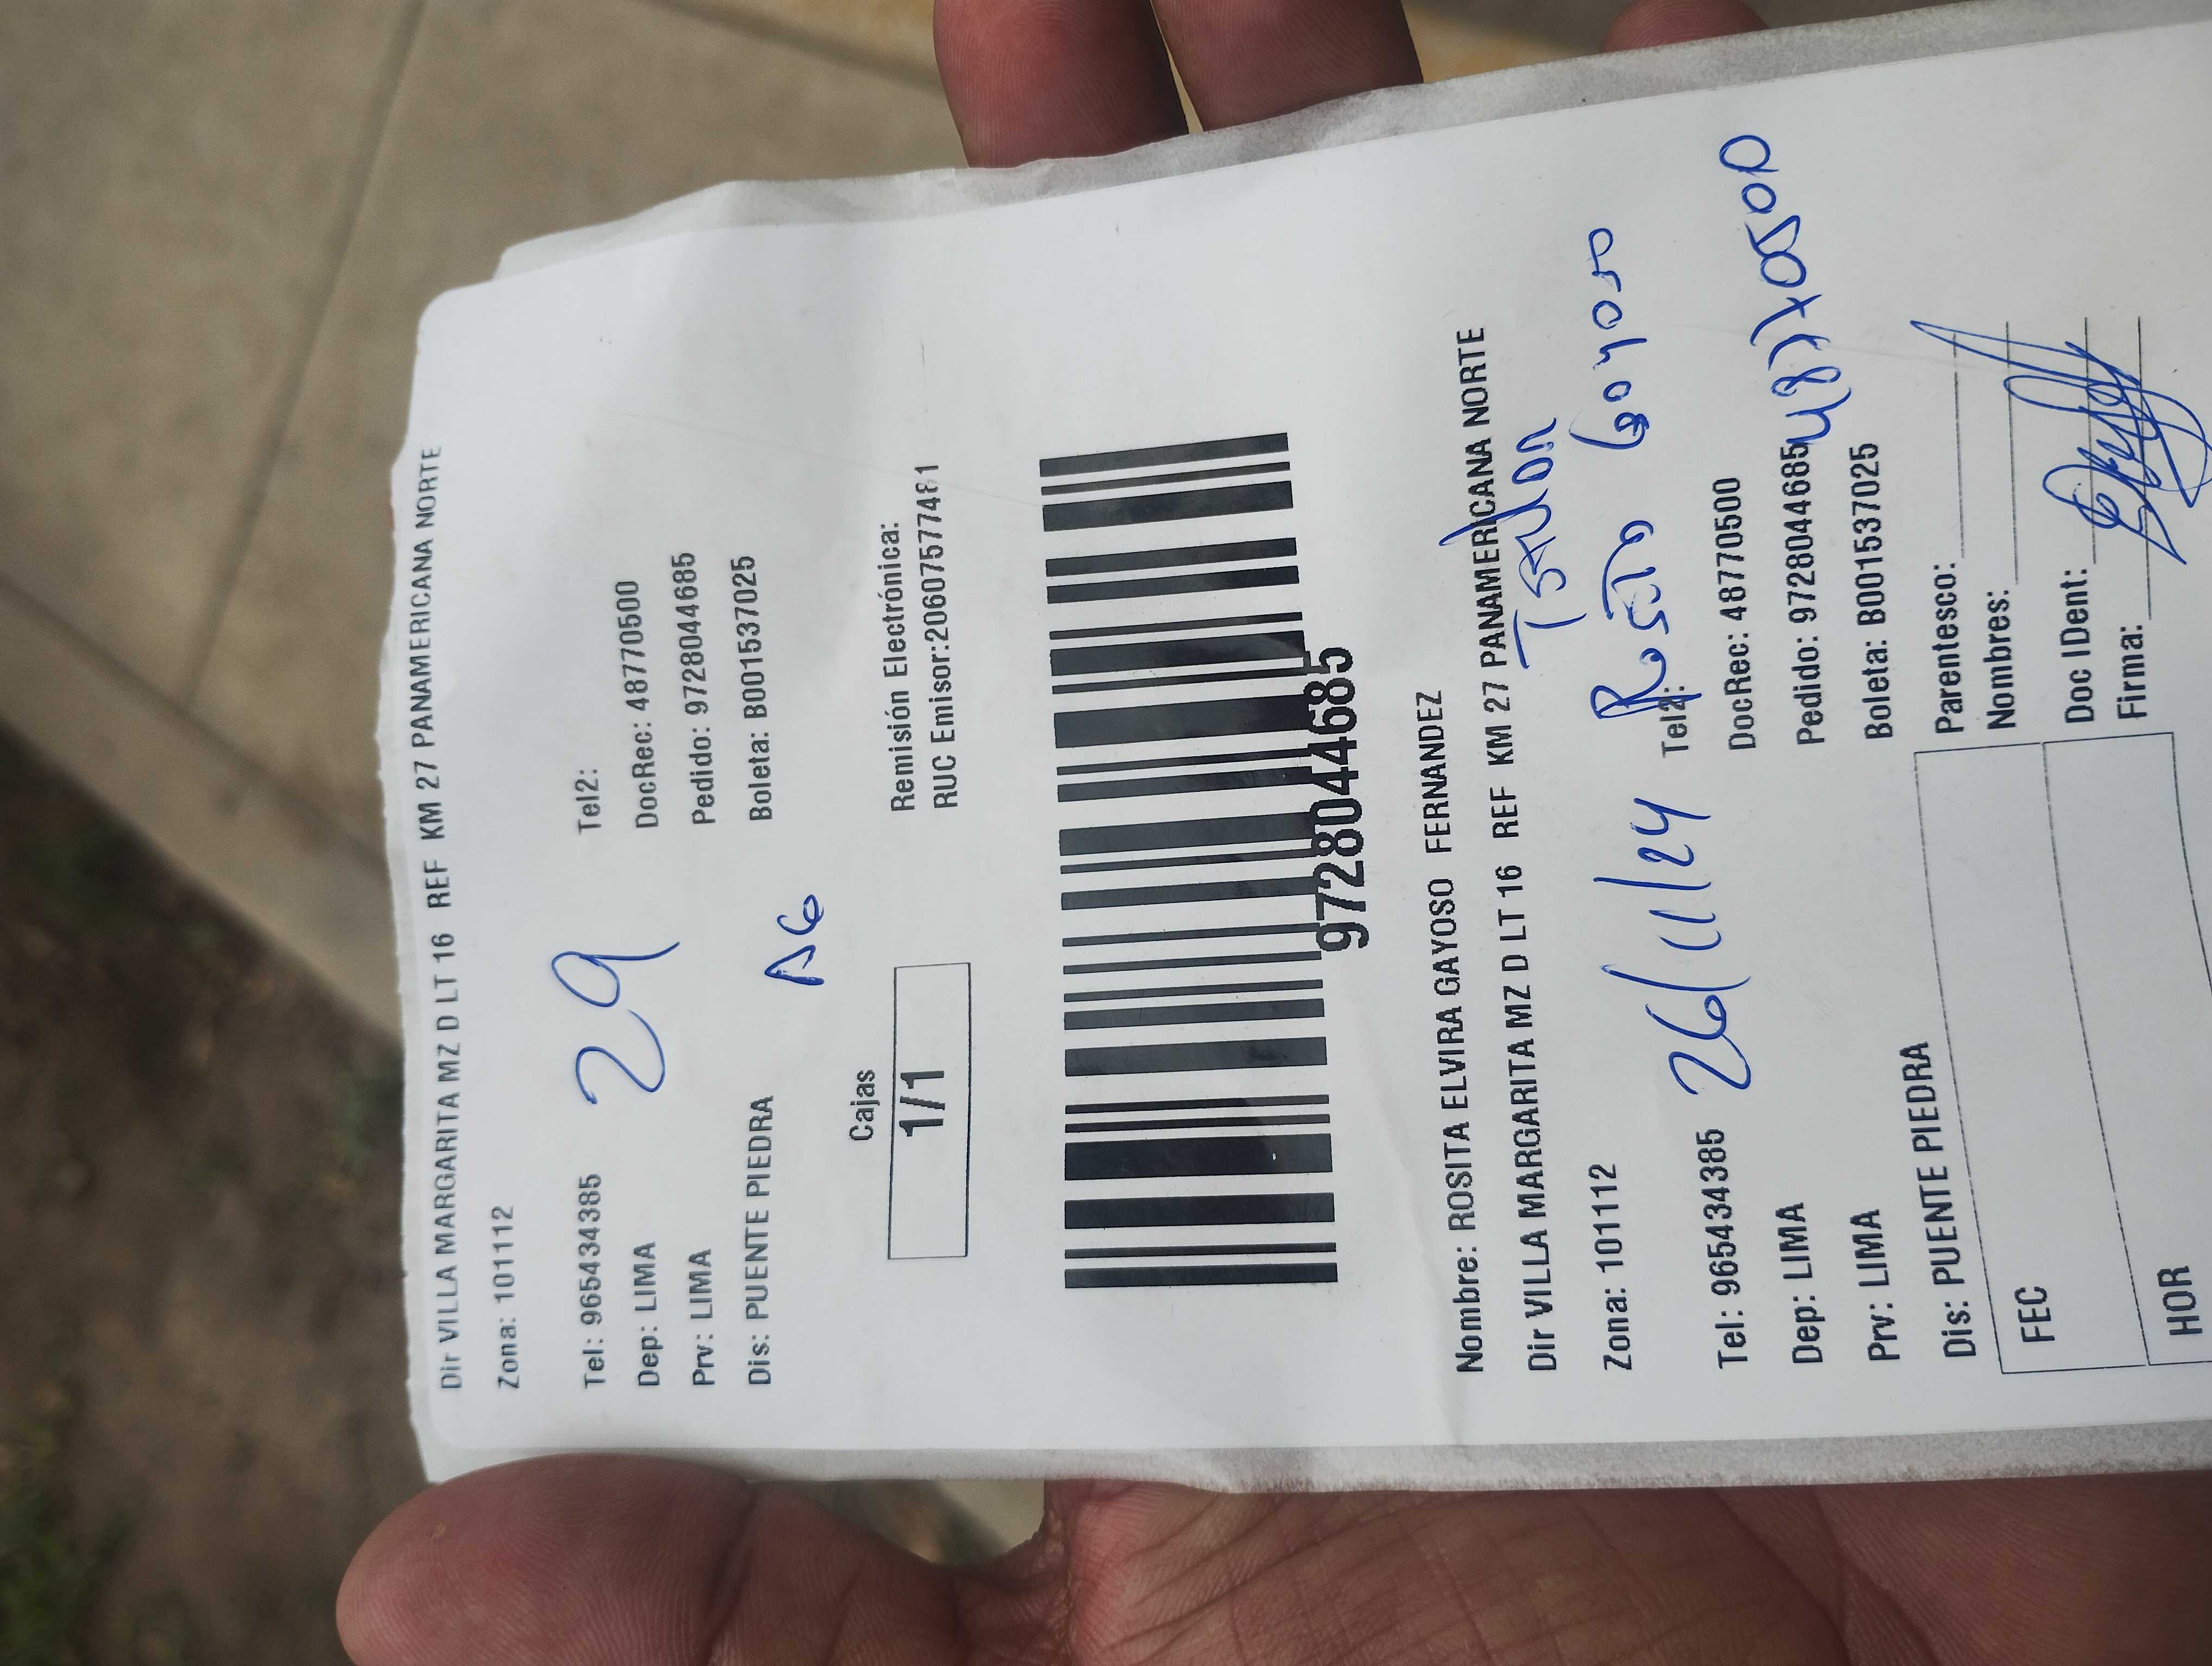 Dir VILLA MARGARITA MZ D LT 16 REF KM 27 PANAMERICANA NORTE
Zona: 101112
Tel: 965434385 29 Tel2:
Dep: LIMA DocRec: 48770500
Prv: LIMA Pedido: 9728044685
Dis: PUENTE PIEDRA Boleta: B001537025
AG
Cajas
1/1
Remisión Electrónica:
RUC Emisor:20607577481
9728044685
Nombre: ROSITA ELVIRA GAYOSO FERNANDEZ
Dir VILLA MARGARITA MZ D LT 16 REF KM 27 PANAMERICANA NORTE
Zona: 101112
Rosita Gayoso
Tel: 965434385 26/11/24 Tel2:
Dep: LIMA DocRec: 48770500
48770500
Prv: LIMA Pedido: 9728044685
Dis: PUENTE PIEDRA Boleta: B001537025
FEC
HOR
Parentesco:
Nombres:
Doc IDent:
Firma: